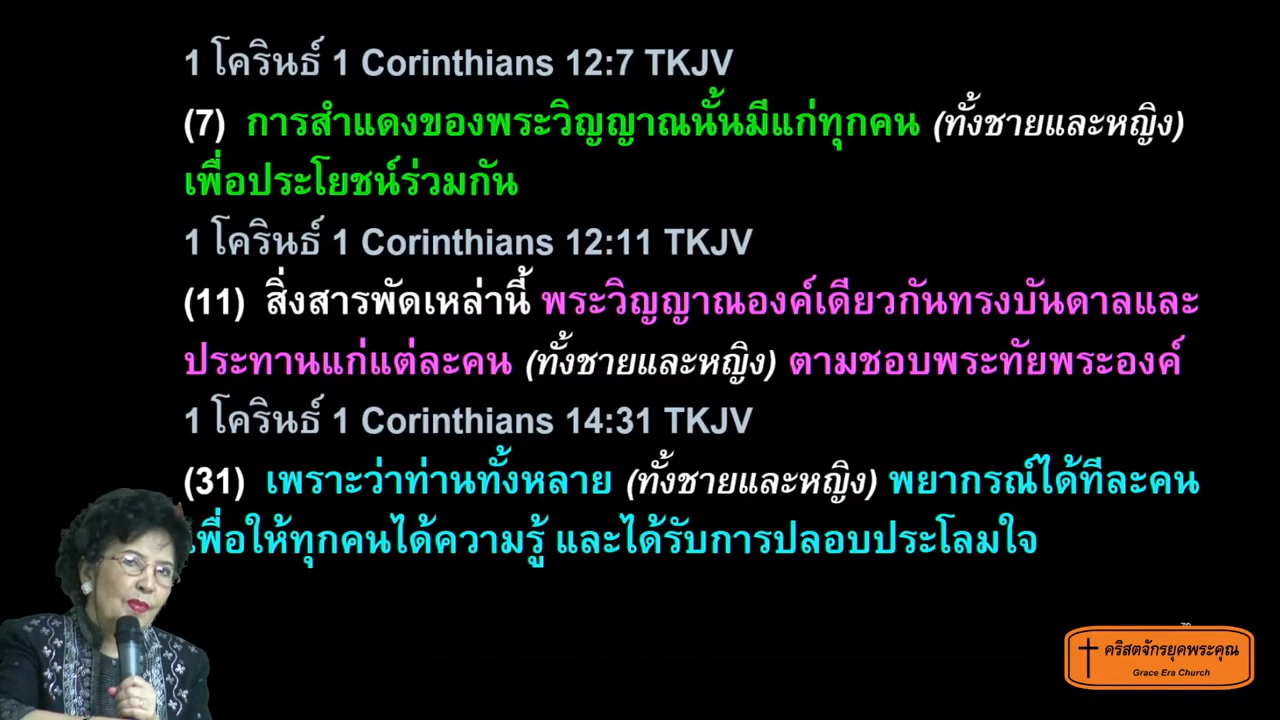 1 โครินธ์ 1 Corinthians 12:7 TKJV
(7) การสำแดงของพระวิญญาณนั้นมีแก่ทุกคน (ทั้งชายและหญิง)
เพื่อประโยชน์ร่วมกัน
1 โครินธ์ 1 Corinthians 12:11 TKJV
(11) สิ่งสารพัดเหล่านี้ พระวิญญาณองค์เดียวกันทรงบันดาลและ
ประทานแก่แต่ละคน (ทั้งชายและหญิง) ตามชอบพระทัยพระองค์
1 โครินธ์ 1 Corinthians 14:31 TKJV
(31) เพราะว่าท่านทั้งหลาย (ทั้งชายและหญิง) พยากรณ์ได้ทีละคน
เพื่อให้ทุกคนได้ความรู้ และได้รับการปลอบประโลมใจ
คริสตจักรยุคพระคุณ
Grace Era Church